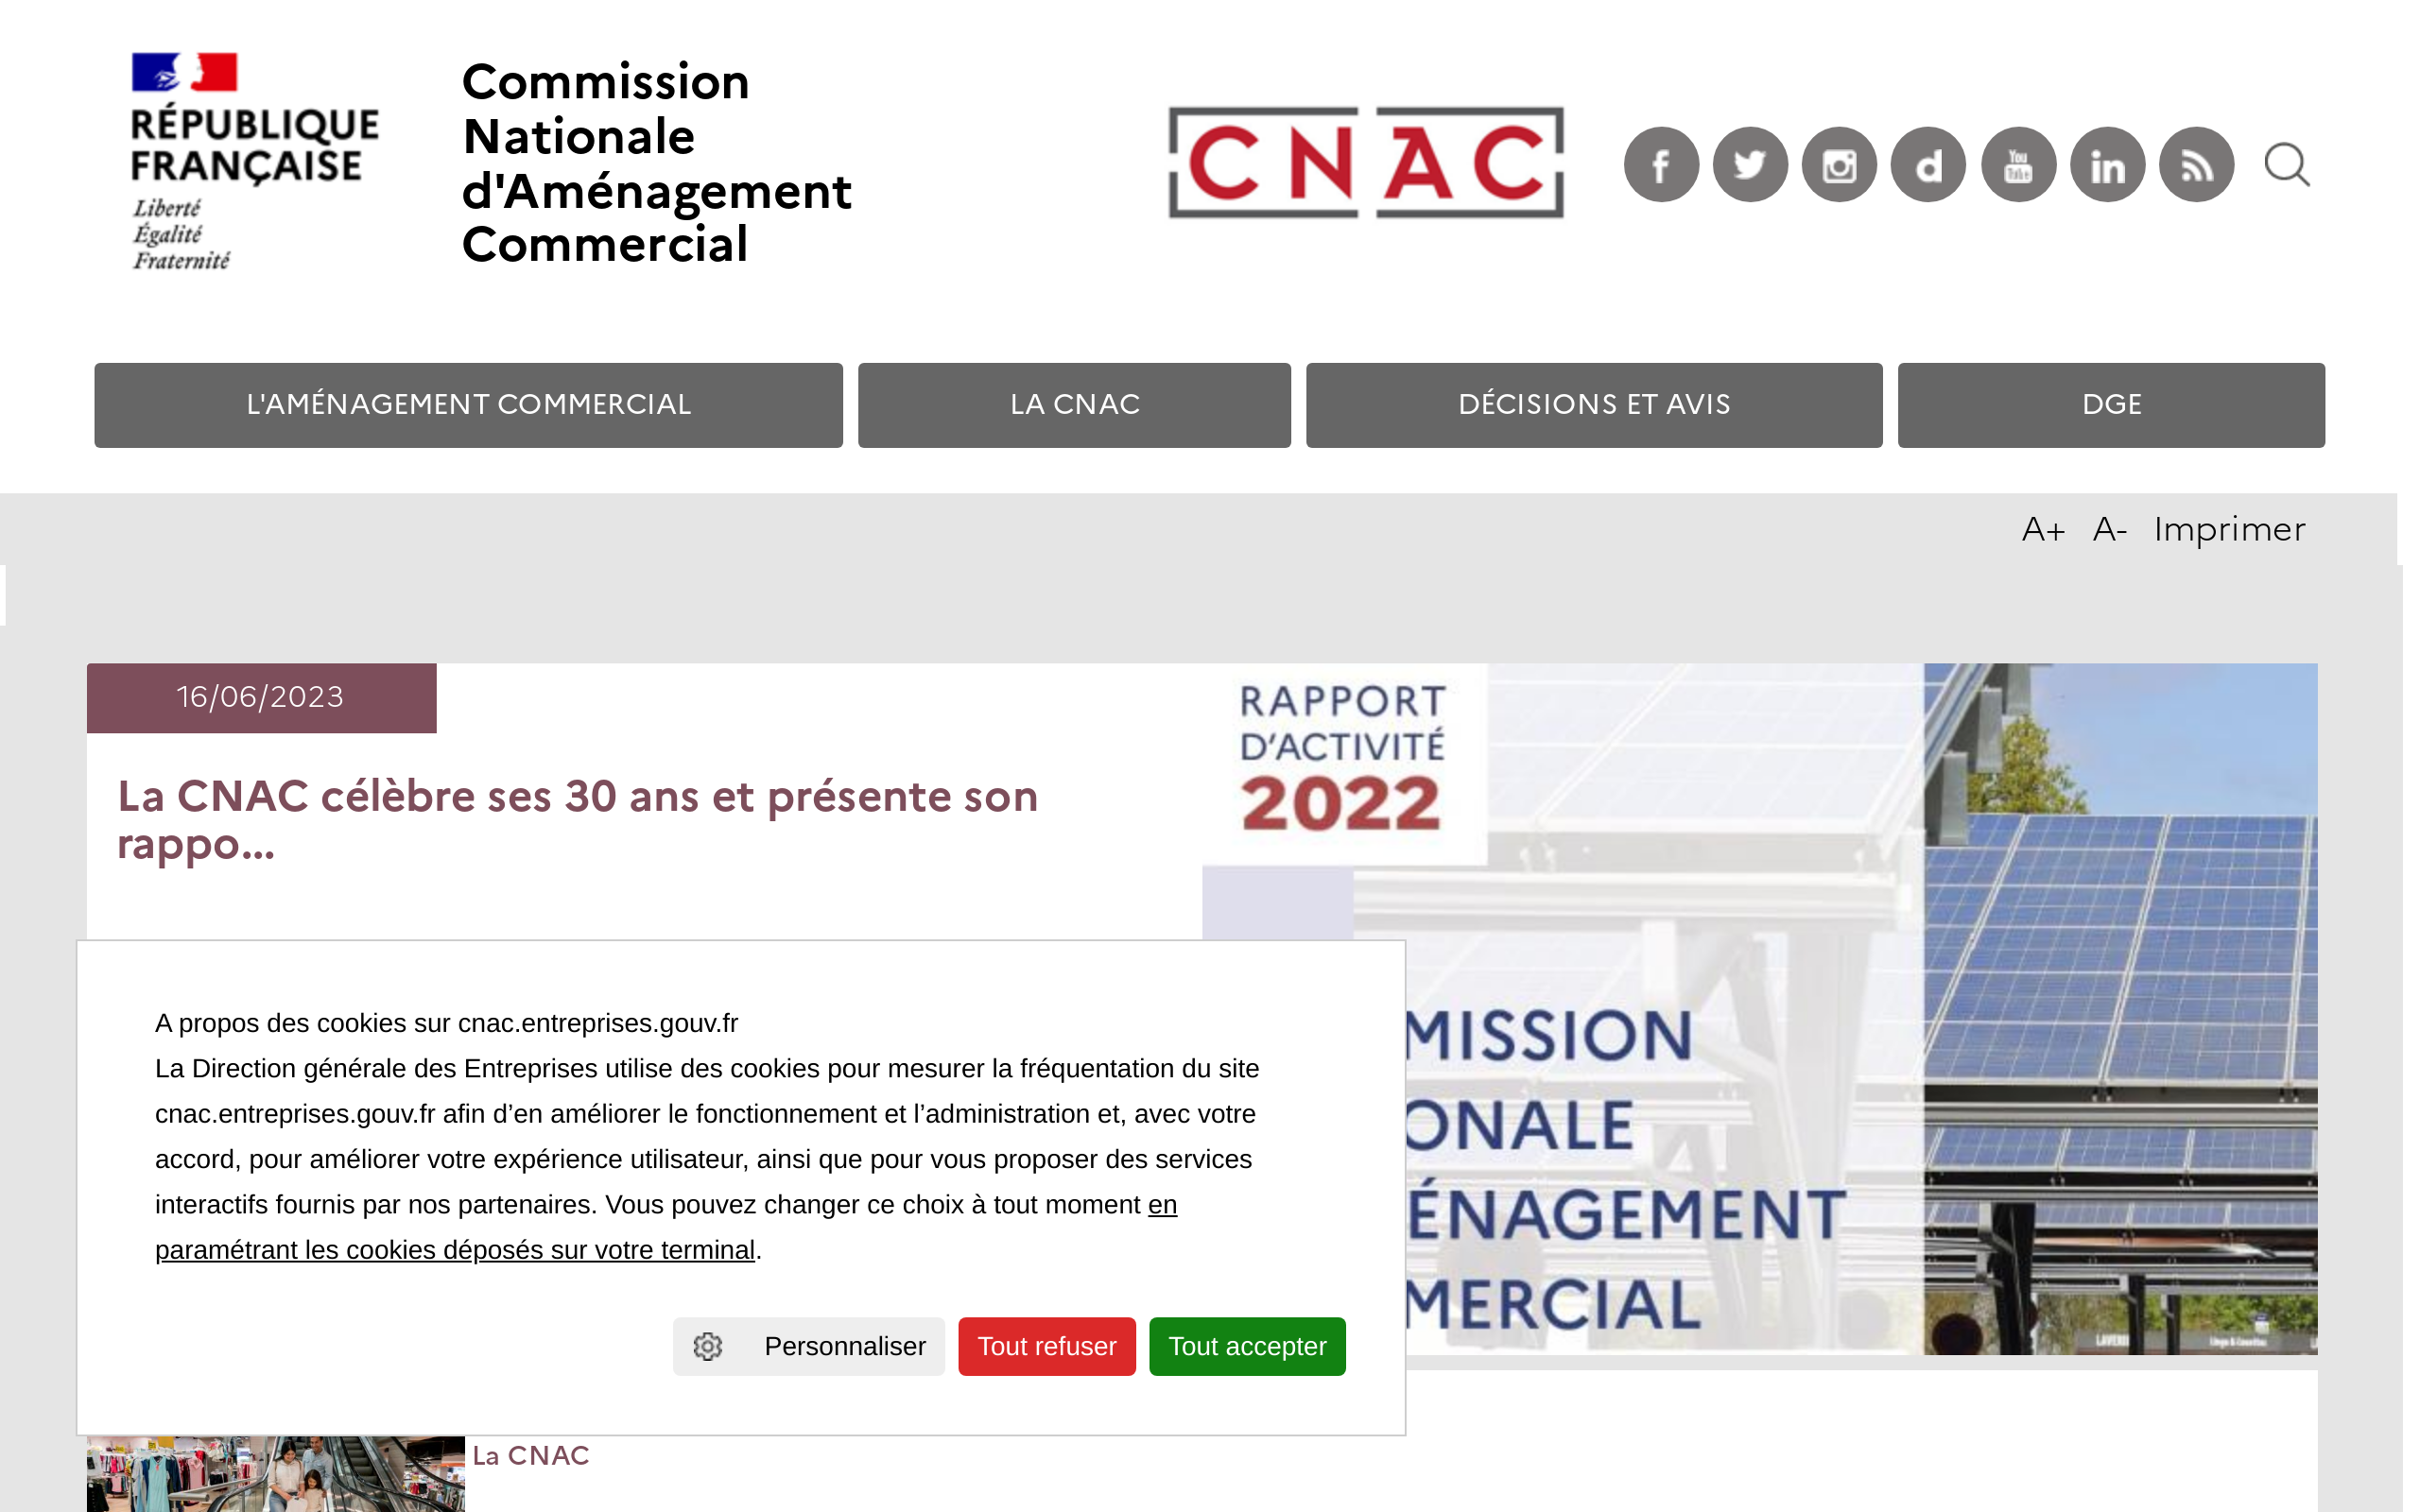 RÉPUBLIQUE
FRANÇAISE
Liberté
Égalité
Fraternité
Commission
Nationale
d'Aménagement
Commercial
CNAC
f
d
You
Tube
in
L'AMÉNAGEMENT COMMERCIAL
LA CNAC
DÉCISIONS ET AVIS
DGE
A+ A- Imprimer
16/06/2023
La CNAC célèbre ses 30 ans et présente son
rappo...
RAPPORT
D'ACTIVITÉ
2022
MISSION
ONALE
ÉNAGEMENT
MERCIAL
A propos des cookies sur cnac.entreprises.gouv.fr
La Direction générale des Entreprises utilise des cookies pour mesurer la fréquentation du site
cnac.entreprises.gouv.fr afin d’en améliorer le fonctionnement et l’administration et, avec votre
accord, pour améliorer votre expérience utilisateur, ainsi que pour vous proposer des services
interactifs fournis par nos partenaires. Vous pouvez changer ce choix à tout moment en
paramétrant les cookies déposés sur votre terminal.
Personnaliser
Tout refuser
Tout accepter
La CNAC